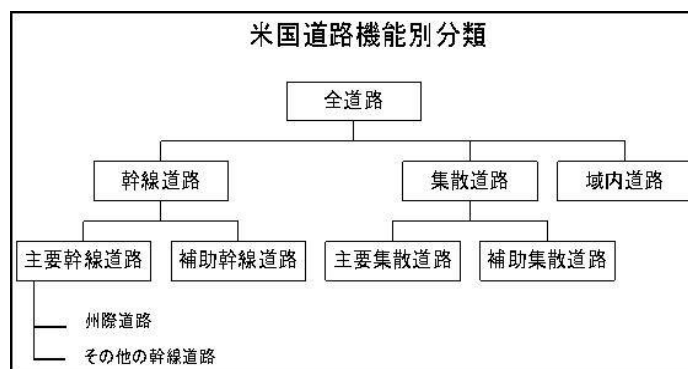 米国道路機能別分類
全道路
幹線道路 集散道路 域内道路
主要幹線道路 補助幹線道路 主要集散道路 補助集散道路
州際道路
その他の幹線道路